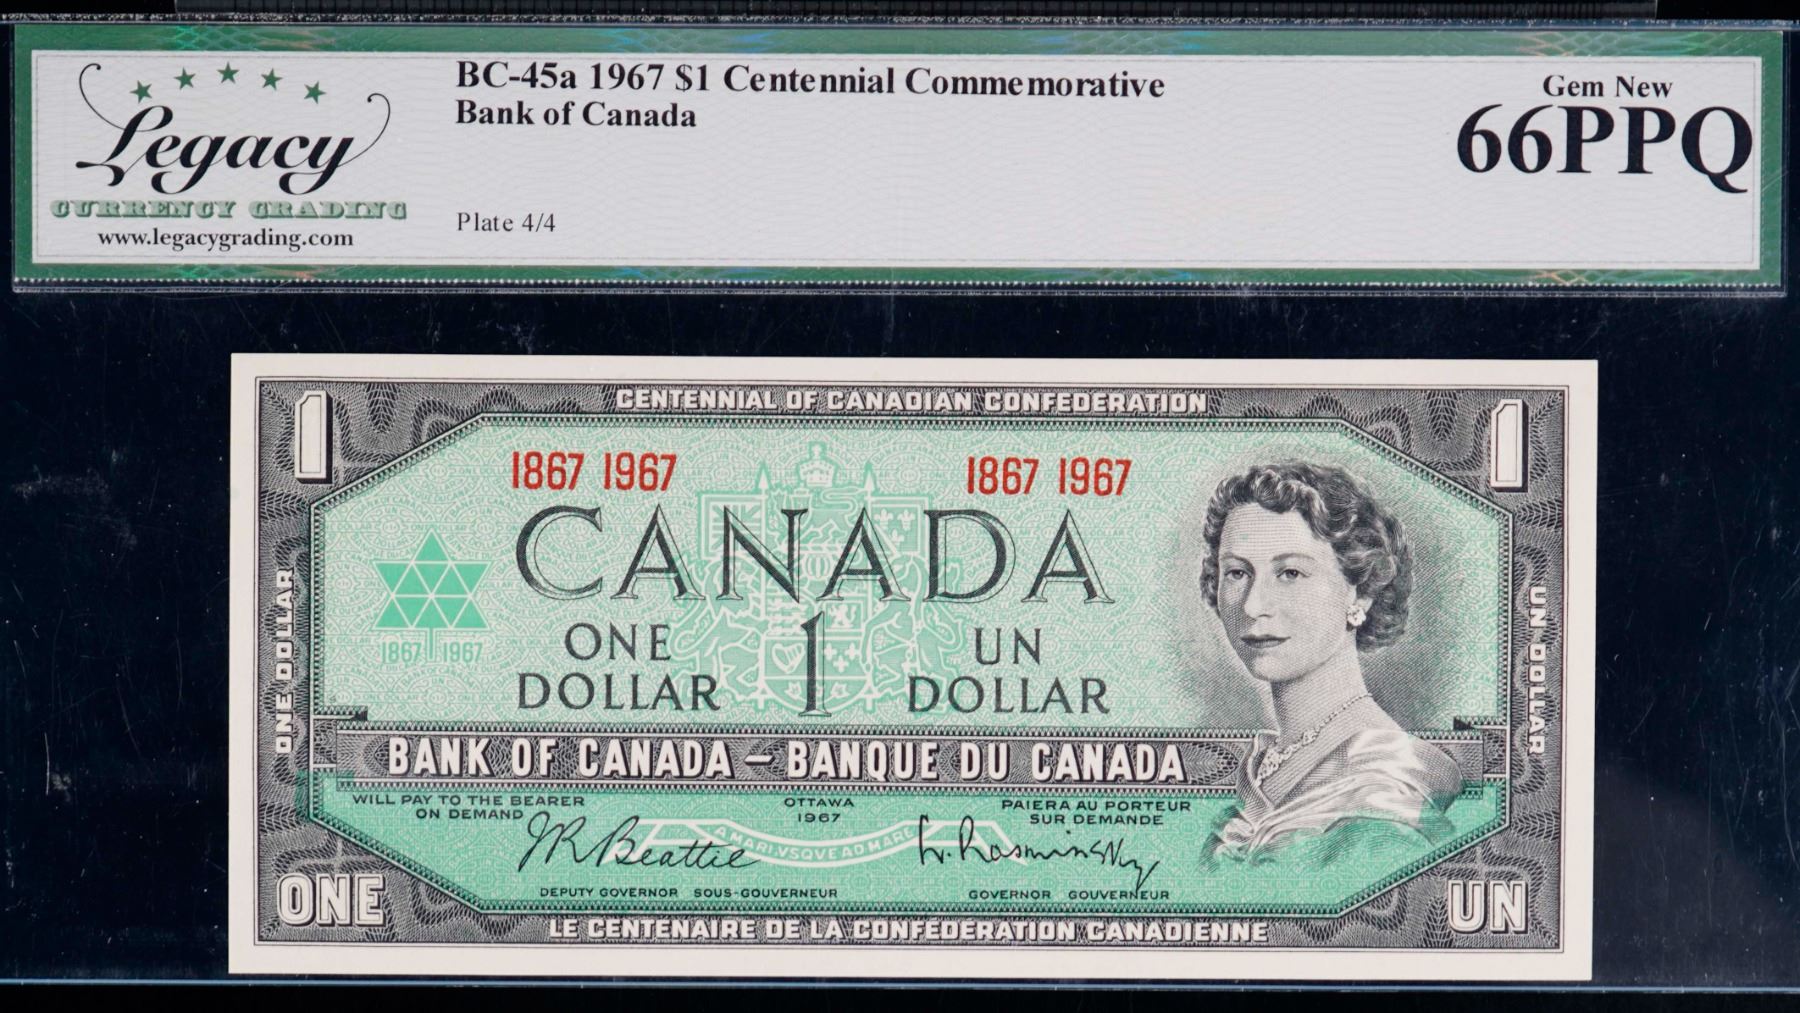 BC-45a 1967 $1 Centennial Commemorative
Bank of Canada
Plate 4/4
Gem New
66PPQ
Legacy
CURRENCY GRADING
www.legacygrading.com
CENTENNIAL OF CANADIAN CONFEDERATION
1
1
1867 1967
1867 1967
CANADA
1867 1967
ONE DOLLAR
ONE
DOLLAR
1
UN
DOLLAR
UN DOLLAR
BANK OF CANADA – BANQUE DU CANADA
WILL PAY TO THE BEARER
ON DEMAND
OTTAWA
1967
PAIERA AU PORTEUR
SUR DEMANDE
JR Beattie
A MARI VSQVE AD MARE
L. Rasminsky
DEPUTY GOVERNOR SOUS-GOUVERNEUR
GOVERNOR GOUVERNEUR
ONE
UN
LE CENTENAIRE DE LA CONFÉDÉRATION CANADIENNE